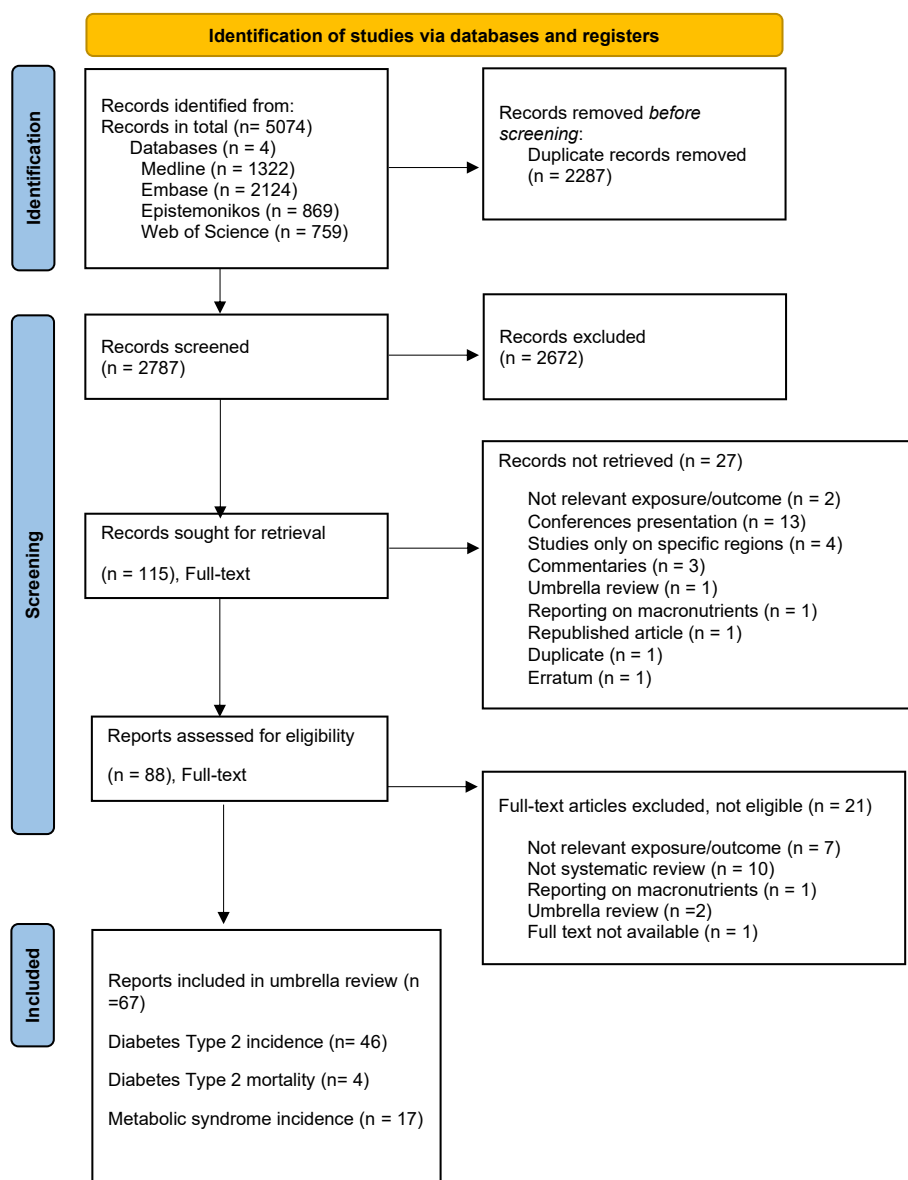 Identification of studies via databases and registers
Identification
Records identified from:
Records in total (n= 5074)
Databases (n = 4)
Medline (n = 1322)
Embase (n = 2124)
Epistemonikos (n = 869)
Web of Science (n = 759)
Records removed before
screening:
Duplicate records removed
(n = 2287)
Screening
Records screened
(n = 2787)
Records excluded
(n = 2672)
Records sought for retrieval
(n = 115), Full-text
Records not retrieved (n = 27)
Not relevant exposure/outcome (n = 2)
Conferences presentation (n = 13)
Studies only on specific regions (n = 4)
Commentaries (n = 3)
Umbrella review (n = 1)
Reporting on macronutrients (n = 1)
Republished article (n = 1)
Duplicate (n = 1)
Erratum (n = 1)
Reports assessed for eligibility
(n = 88), Full-text
Full-text articles excluded, not eligible (n = 21)
Not relevant exposure/outcome (n = 7)
Not systematic review (n = 10)
Reporting on macronutrients (n = 1)
Umbrella review (n =2)
Full text not available (n = 1)
Included
Reports included in umbrella review (n
=67)
Diabetes Type 2 incidence (n= 46)
Diabetes Type 2 mortality (n= 4)
Metabolic syndrome incidence (n = 17)